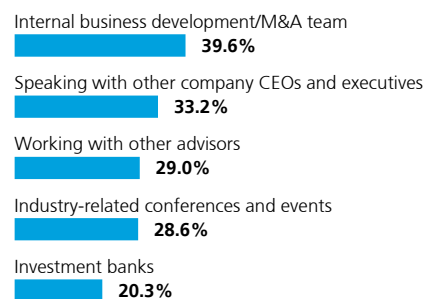 Internal business development/M&A team
39.6%
Speaking with other company CEOs and executives
33.2%
Working with other advisors
29.0%
Industry-related conferences and events
28.6%
Investment banks
20.3%